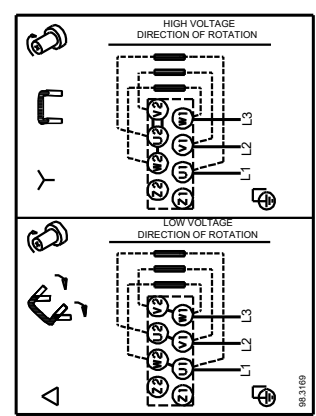 HIGH VOLTAGE
DIRECTION OF ROTATION
V2
W1
L3
U2
V1
L2
W2
U1
L1
Z2
Z1
LOW VOLTAGE
DIRECTION OF ROTATION
V2
W1
L3
U2
V1
L2
W2
U1
L1
Z2
Z1
98.3169